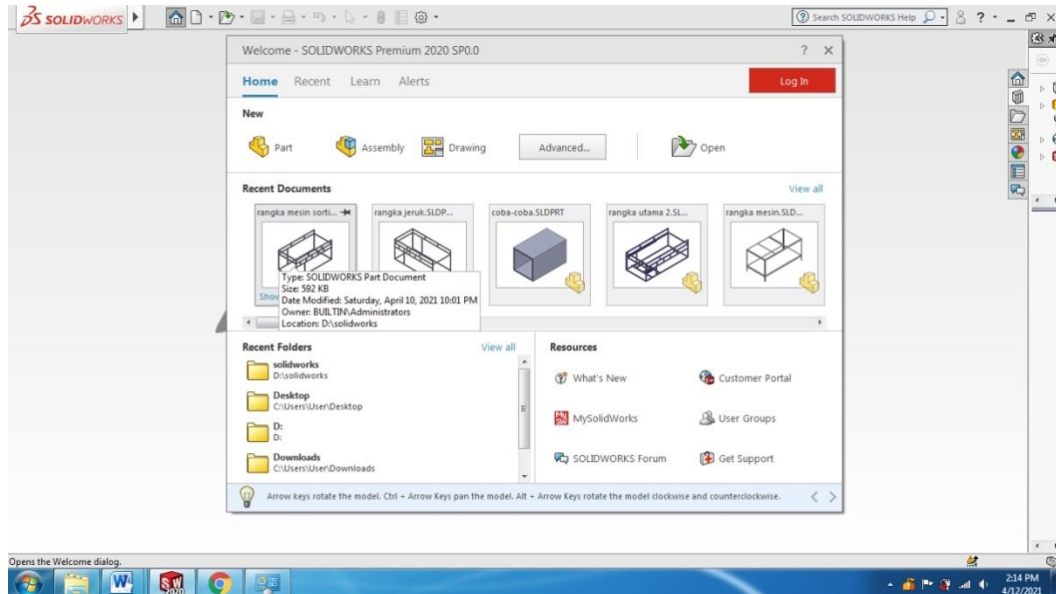 SOLIDWORKS
Search SOLIDWORKS Help
?
Welcome - SOLIDWORKS Premium 2020 SP0.0
Home Recent Learn Alerts
Log In
New
Part Assembly Drawing Advanced... Open
Recent Documents View all
rangka mesin sorti... rangka jeruk.SLDP... coba-coba.SLDPRT rangka utama 2.SL... rangka mesin.SLD...
Show
Type: SOLIDWORKS Part Document
Size: 592 KB
Date Modified: Saturday, April 10, 2021 10:01 PM
Owner: BUILTIN\Administrators
Location: D:\solidworks
Recent Folders View all
solidworks
D:\solidworks
Desktop
C:\Users\User\Desktop
D:
D:
Downloads
C:\Users\User\Downloads
Resources
What's New Customer Portal
MySolidWorks User Groups
SOLIDWORKS Forum Get Support
Arrow keys rotate the model. Ctrl + Arrow Keys pan the model. Alt + Arrow Keys rotate the model clockwise and counterclockwise.
Opens the Welcome dialog.
W
SW
2020
2:14 PM
4/12/2021